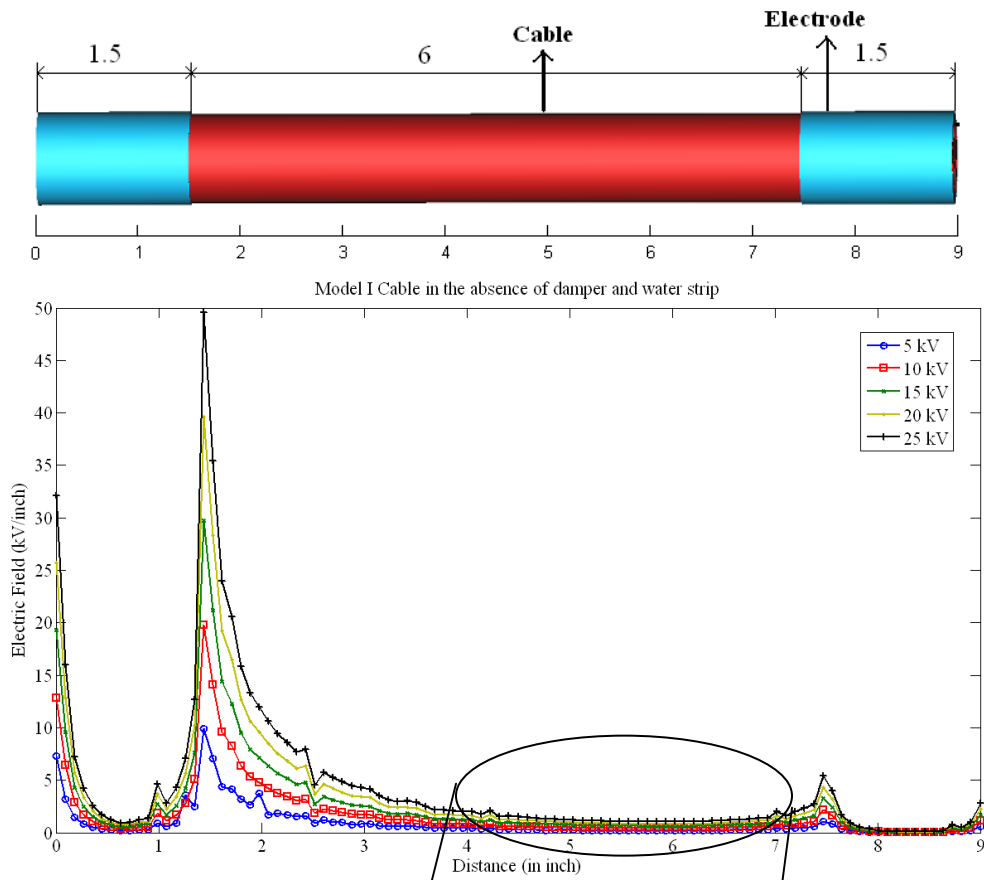 Electrode
Cable
1.5 6 1.5
0 1 2 3 4 5 6 7 8 9
Model I Cable in the absence of damper and water strip
50
45
40
35
30
25
20
15
10
5
0
Electric Field (kV/inch)
5 kV
10 kV
15 kV
20 kV
25 kV
0 1 2 3 4 5 6 7 8 9
Distance (in inch)